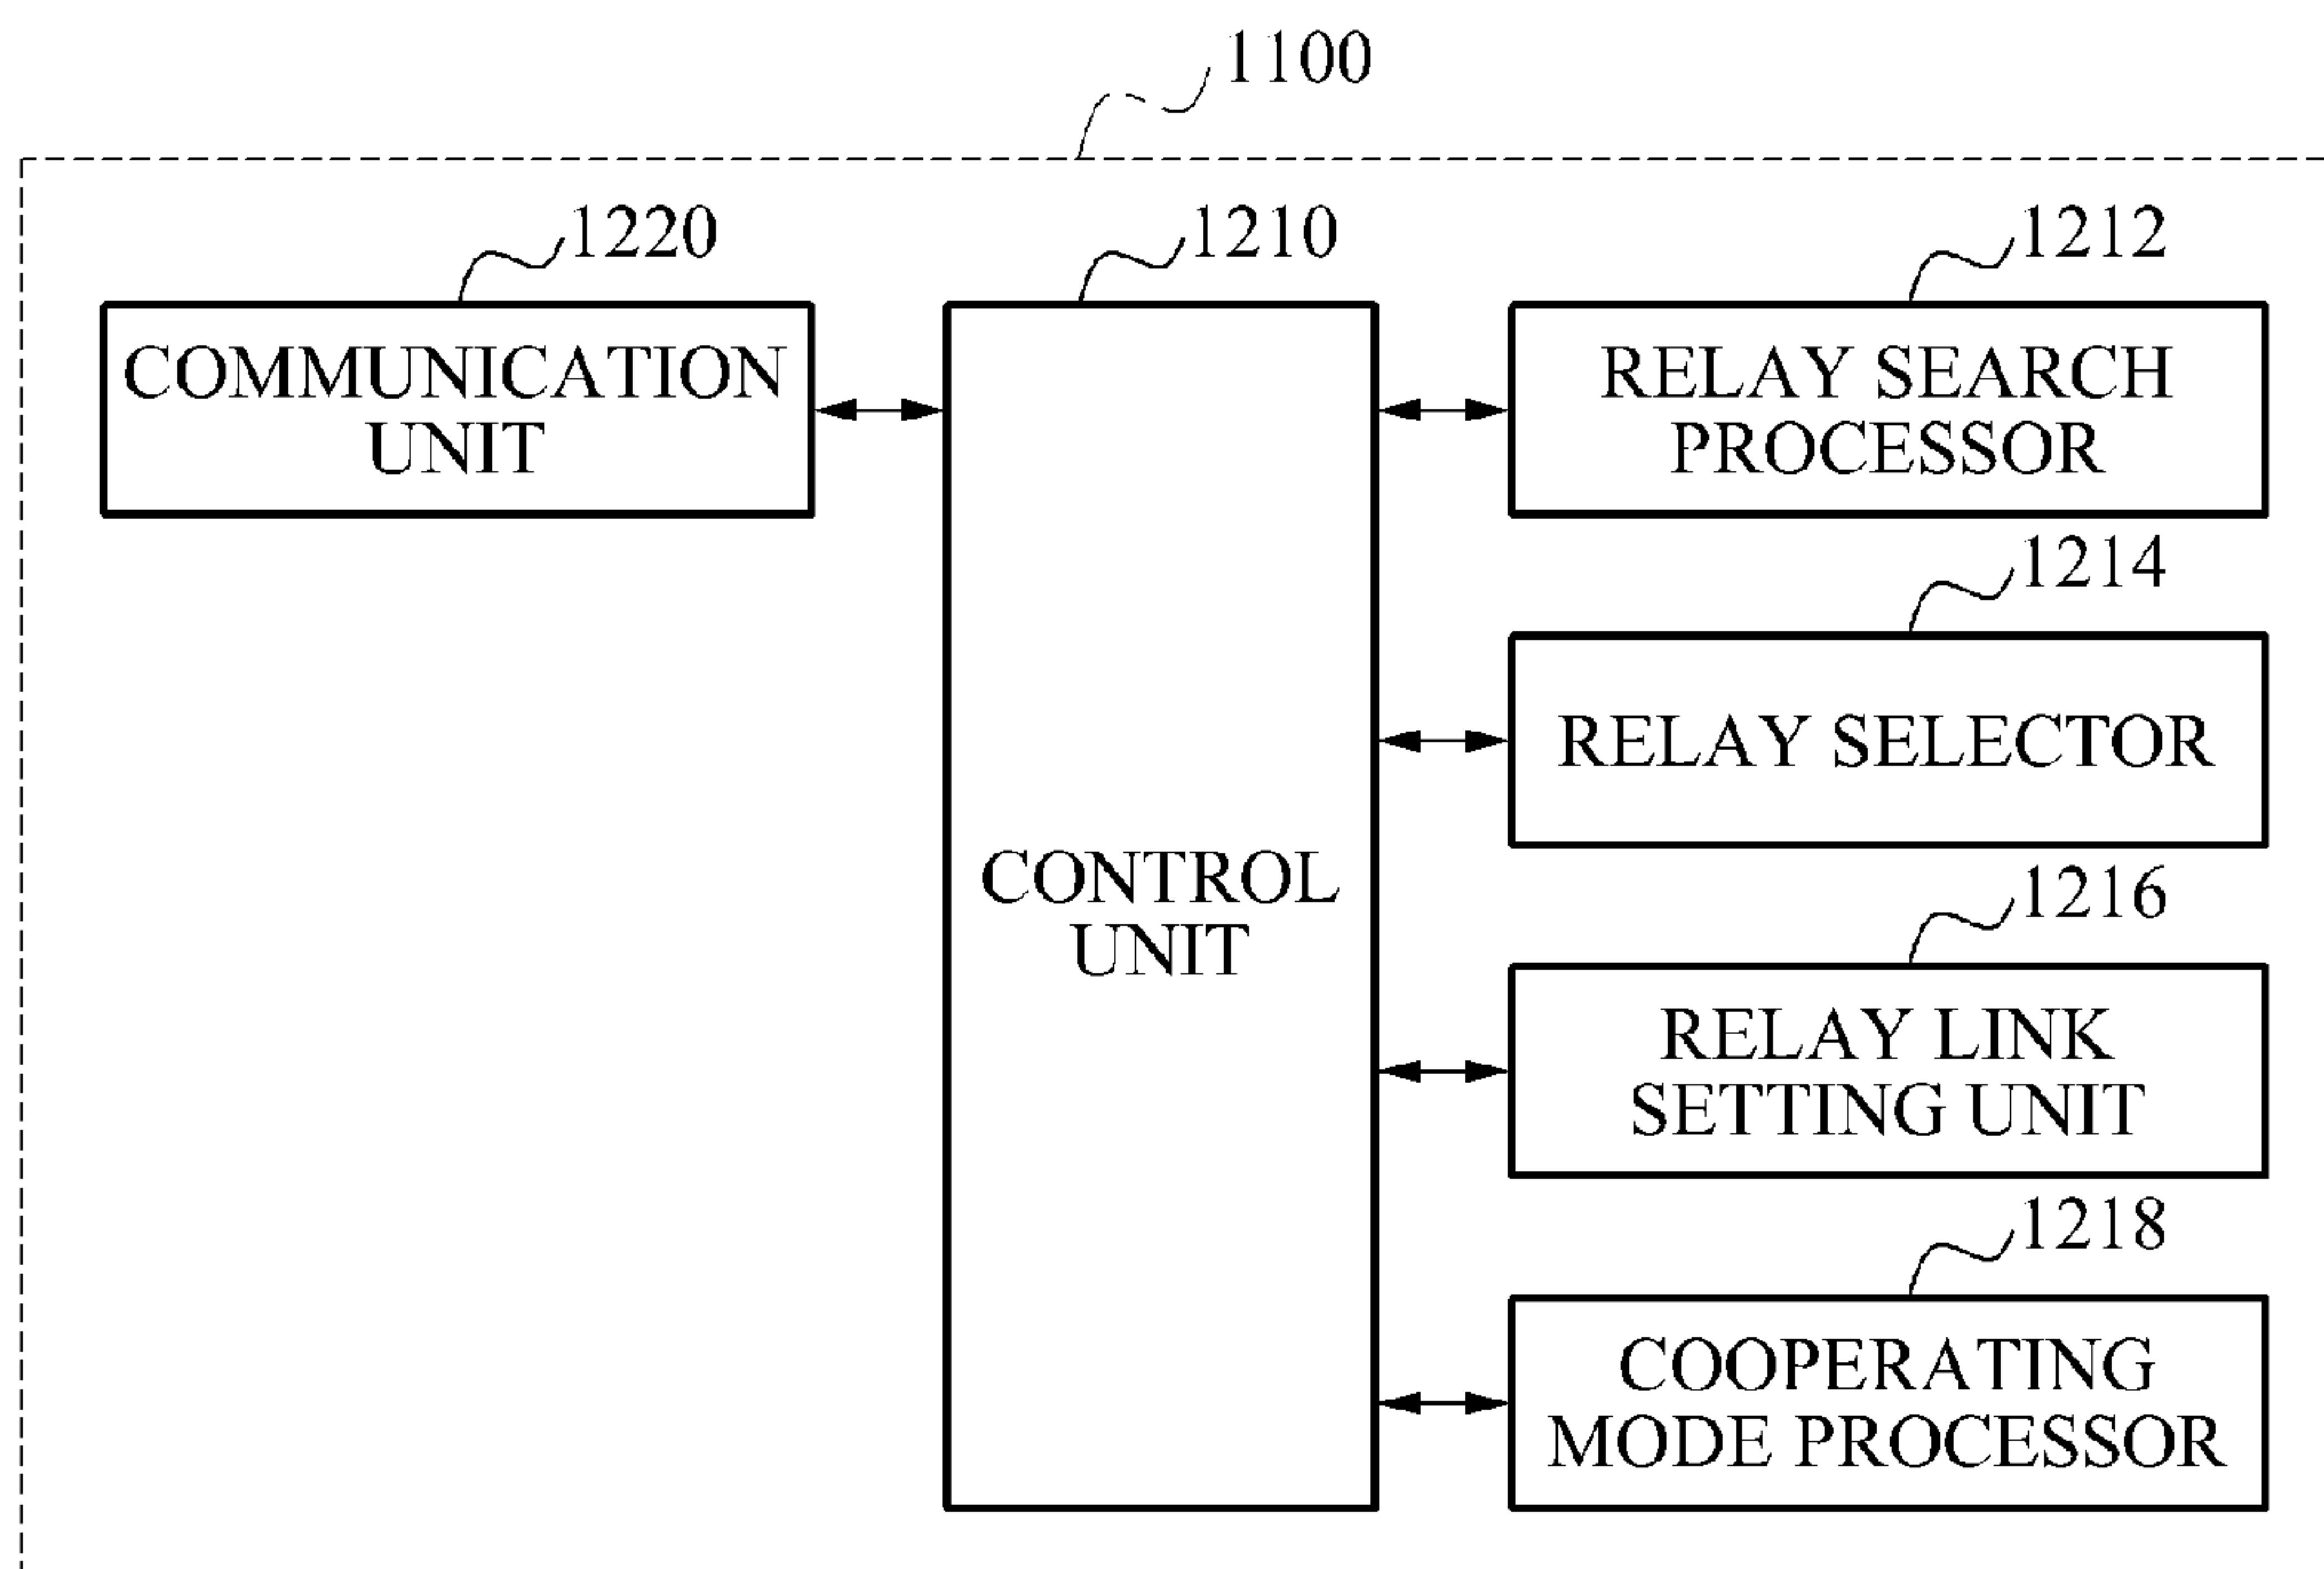 1100
1220
1210
1212
COMMUNICATION
UNIT
RELAY SEARCH
PROCESSOR
1214
RELAY SELECTOR
CONTROL
UNIT
1216
RELAY LINK
SETTING UNIT
1218
COOPERATING
MODE PROCESSOR